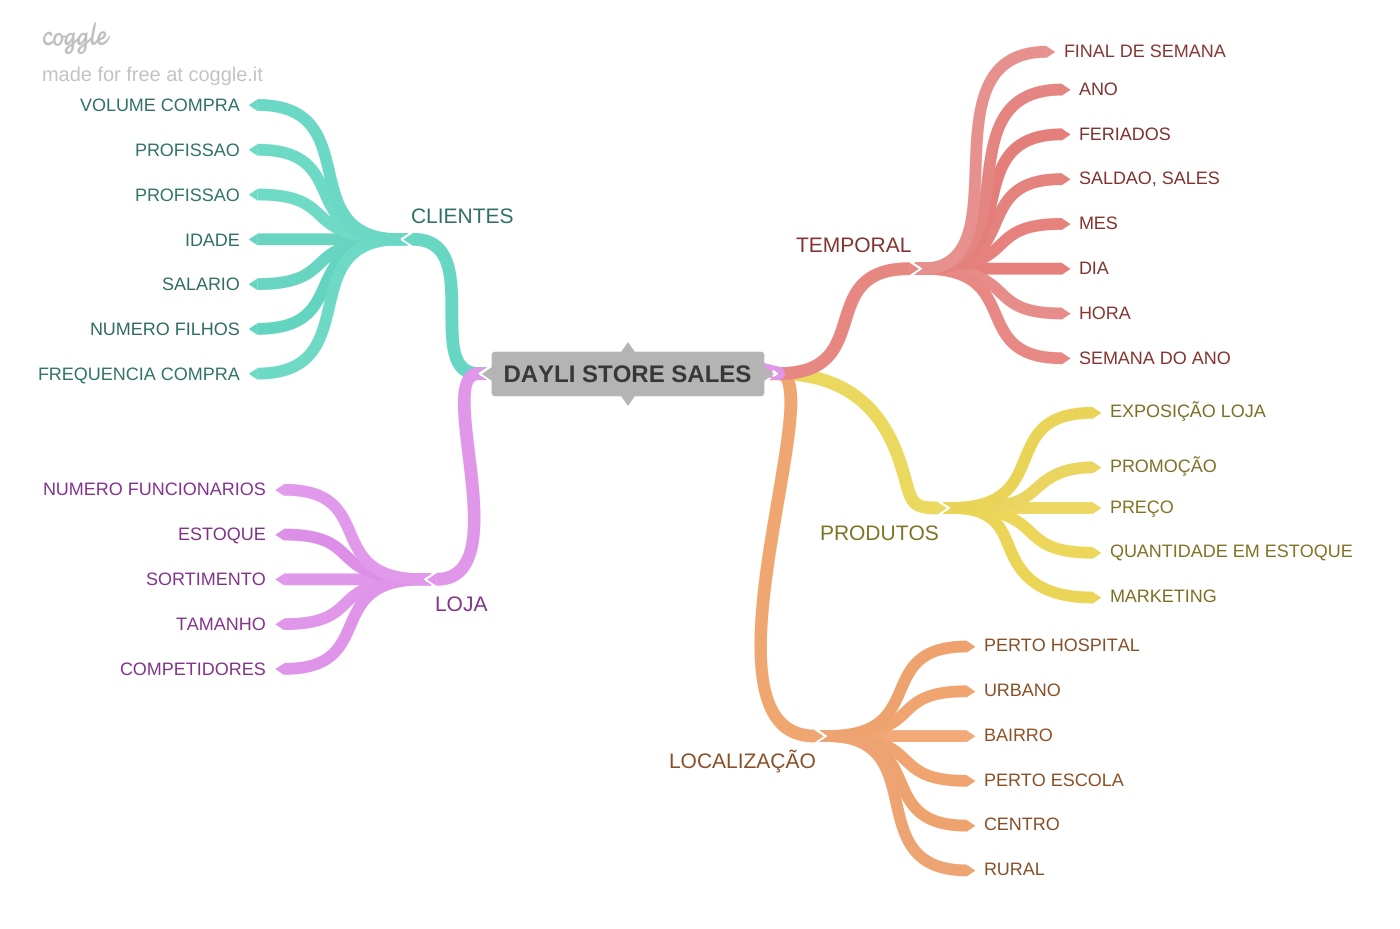 coggle
made for free at coggle.it
VOLUME COMPRA
PROFISSAO
PROFISSAO
IDADE
SALARIO
NUMERO FILHOS
FREQUENCIA COMPRA
CLIENTES
NUMERO FUNCIONARIOS
ESTOQUE
SORTIMENTO
TAMANHO
COMPETIDORES
LOJA
DAYLI STORE SALES
TEMPORAL
FINAL DE SEMANA
ANO
FERIADOS
SALDAO, SALES
MES
DIA
HORA
SEMANA DO ANO
PRODUTOS
EXPOSIÇÃO LOJA
PROMOÇÃO
PREÇO
QUANTIDADE EM ESTOQUE
MARKETING
LOCALIZAÇÃO
PERTO HOSPITAL
URBANO
BAIRRO
PERTO ESCOLA
CENTRO
RURAL